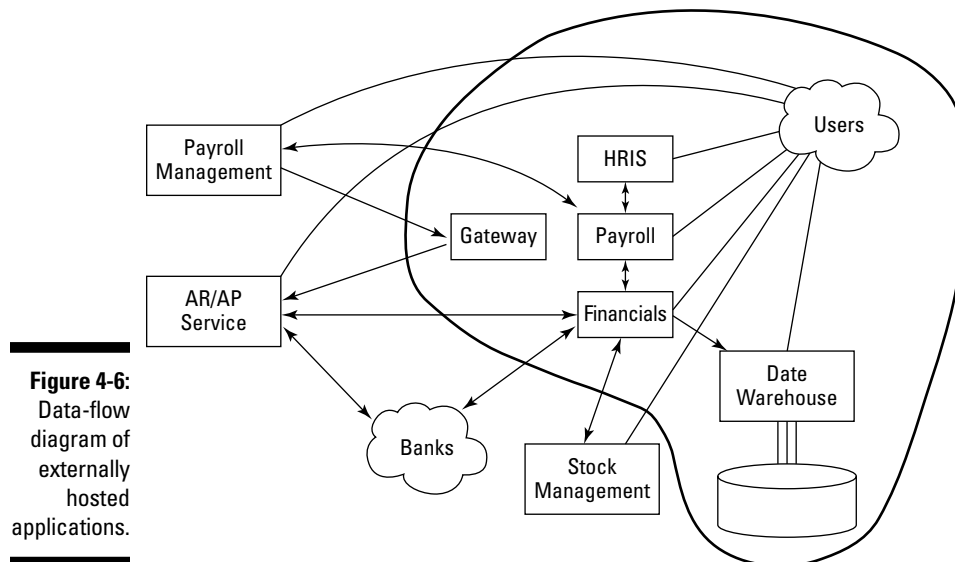 Users
Payroll
Management
HRIS
Gateway
Payroll
AR/AP
Service
Financials
Date
Warehouse
Banks
Stock
Management
Figure 4-6:
Data-flow
diagram of
externally
hosted
applications.